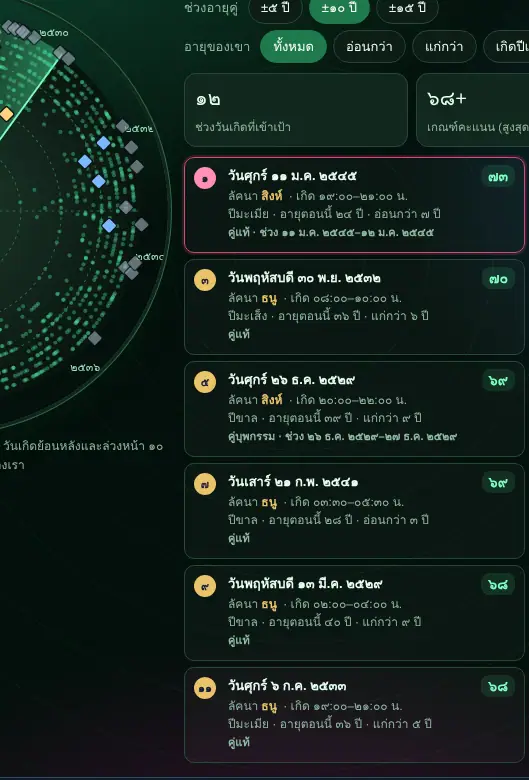 ช่วงอายุคู่ ±๕ ปี ±๑๐ ปี ±๑๕ ปี
อายุของเขา ทั้งหมด อ่อนกว่า แก่กว่า
๑๒
ช่วงวันเกิดที่เข้าเป้า
๖๘+
เกณฑ์คะแนน (สูงสุด
๑
วันศุกร์ ๑๑ ม.ค. ๒๕๔๕
๗๓
ลัคนา สิงห์ · เกิด ๑๙:๐๐–๒๑:๐๐ น.
ปีมะเมีย · อายุตอนนี้ ๒๔ ปี · อ่อนกว่า ๗ ปี
คู่แท้ · ช่วง ๑๑ ม.ค. ๒๕๔๕–๑๒ ม.ค. ๒๕๔๕
๓
วันพฤหัสบดี ๓๐ พ.ย. ๒๕๓๒
๗๐
ลัคนา ธนู · เกิด ๐๘:๐๐–๑๐:๐๐ น.
ปีมะเส็ง · อายุตอนนี้ ๓๖ ปี · แก่กว่า ๖ ปี
คู่แท้
๕
วันศุกร์ ๒๖ ธ.ค. ๒๕๒๙
๖๙
ลัคนา สิงห์ · เกิด ๒๐:๐๐–๒๒:๐๐ น.
ปีขาล · อายุตอนนี้ ๓๙ ปี · แก่กว่า ๙ ปี
คู่บุพกรรม · ช่วง ๒๖ ธ.ค. ๒๕๒๙–๒๗ ธ.ค. ๒๕๒๙
๗
วันเสาร์ ๒๑ ก.พ. ๒๕๔๑
๖๙
ลัคนา ธนู · เกิด ๐๓:๓๐–๐๕:๓๐ น.
ปีขาล · อายุตอนนี้ ๒๘ ปี · อ่อนกว่า ๓ ปี
คู่แท้
๙
วันพฤหัสบดี ๑๓ มี.ค. ๒๕๒๙
๖๘
ลัคนา ธนู · เกิด ๐๒:๐๐–๐๔:๐๐ น.
ปีขาล · อายุตอนนี้ ๔๐ ปี · แก่กว่า ๙ ปี
คู่แท้
๑๑
วันศุกร์ ๖ ก.ค. ๒๕๓๓
๖๘
ลัคนา ธนู · เกิด ๑๙:๐๐–๒๑:๐๐ น.
ปีมะเมีย · อายุตอนนี้ ๓๖ ปี · แก่กว่า ๕ ปี
คู่แท้
๒๕๓๐
๒๕๓๖
วันเกิดย้อนหลังและล่วงหน้า ๑๐